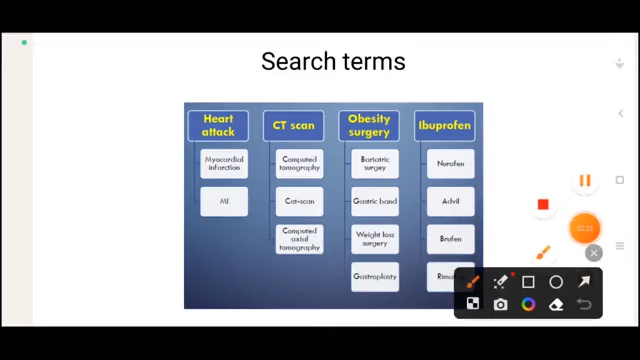 Search terms
Heart
attack
CT scan
Obesity
surgery
Ibuprofen
Myocardial
infarction
Computed
tomography
Bariatric
surgey
Nurofen
MI
Cat-scan
Gastric band
Advil
Computed
axial
tomography
Weight loss
surgery
Brufen
Gastroplasty